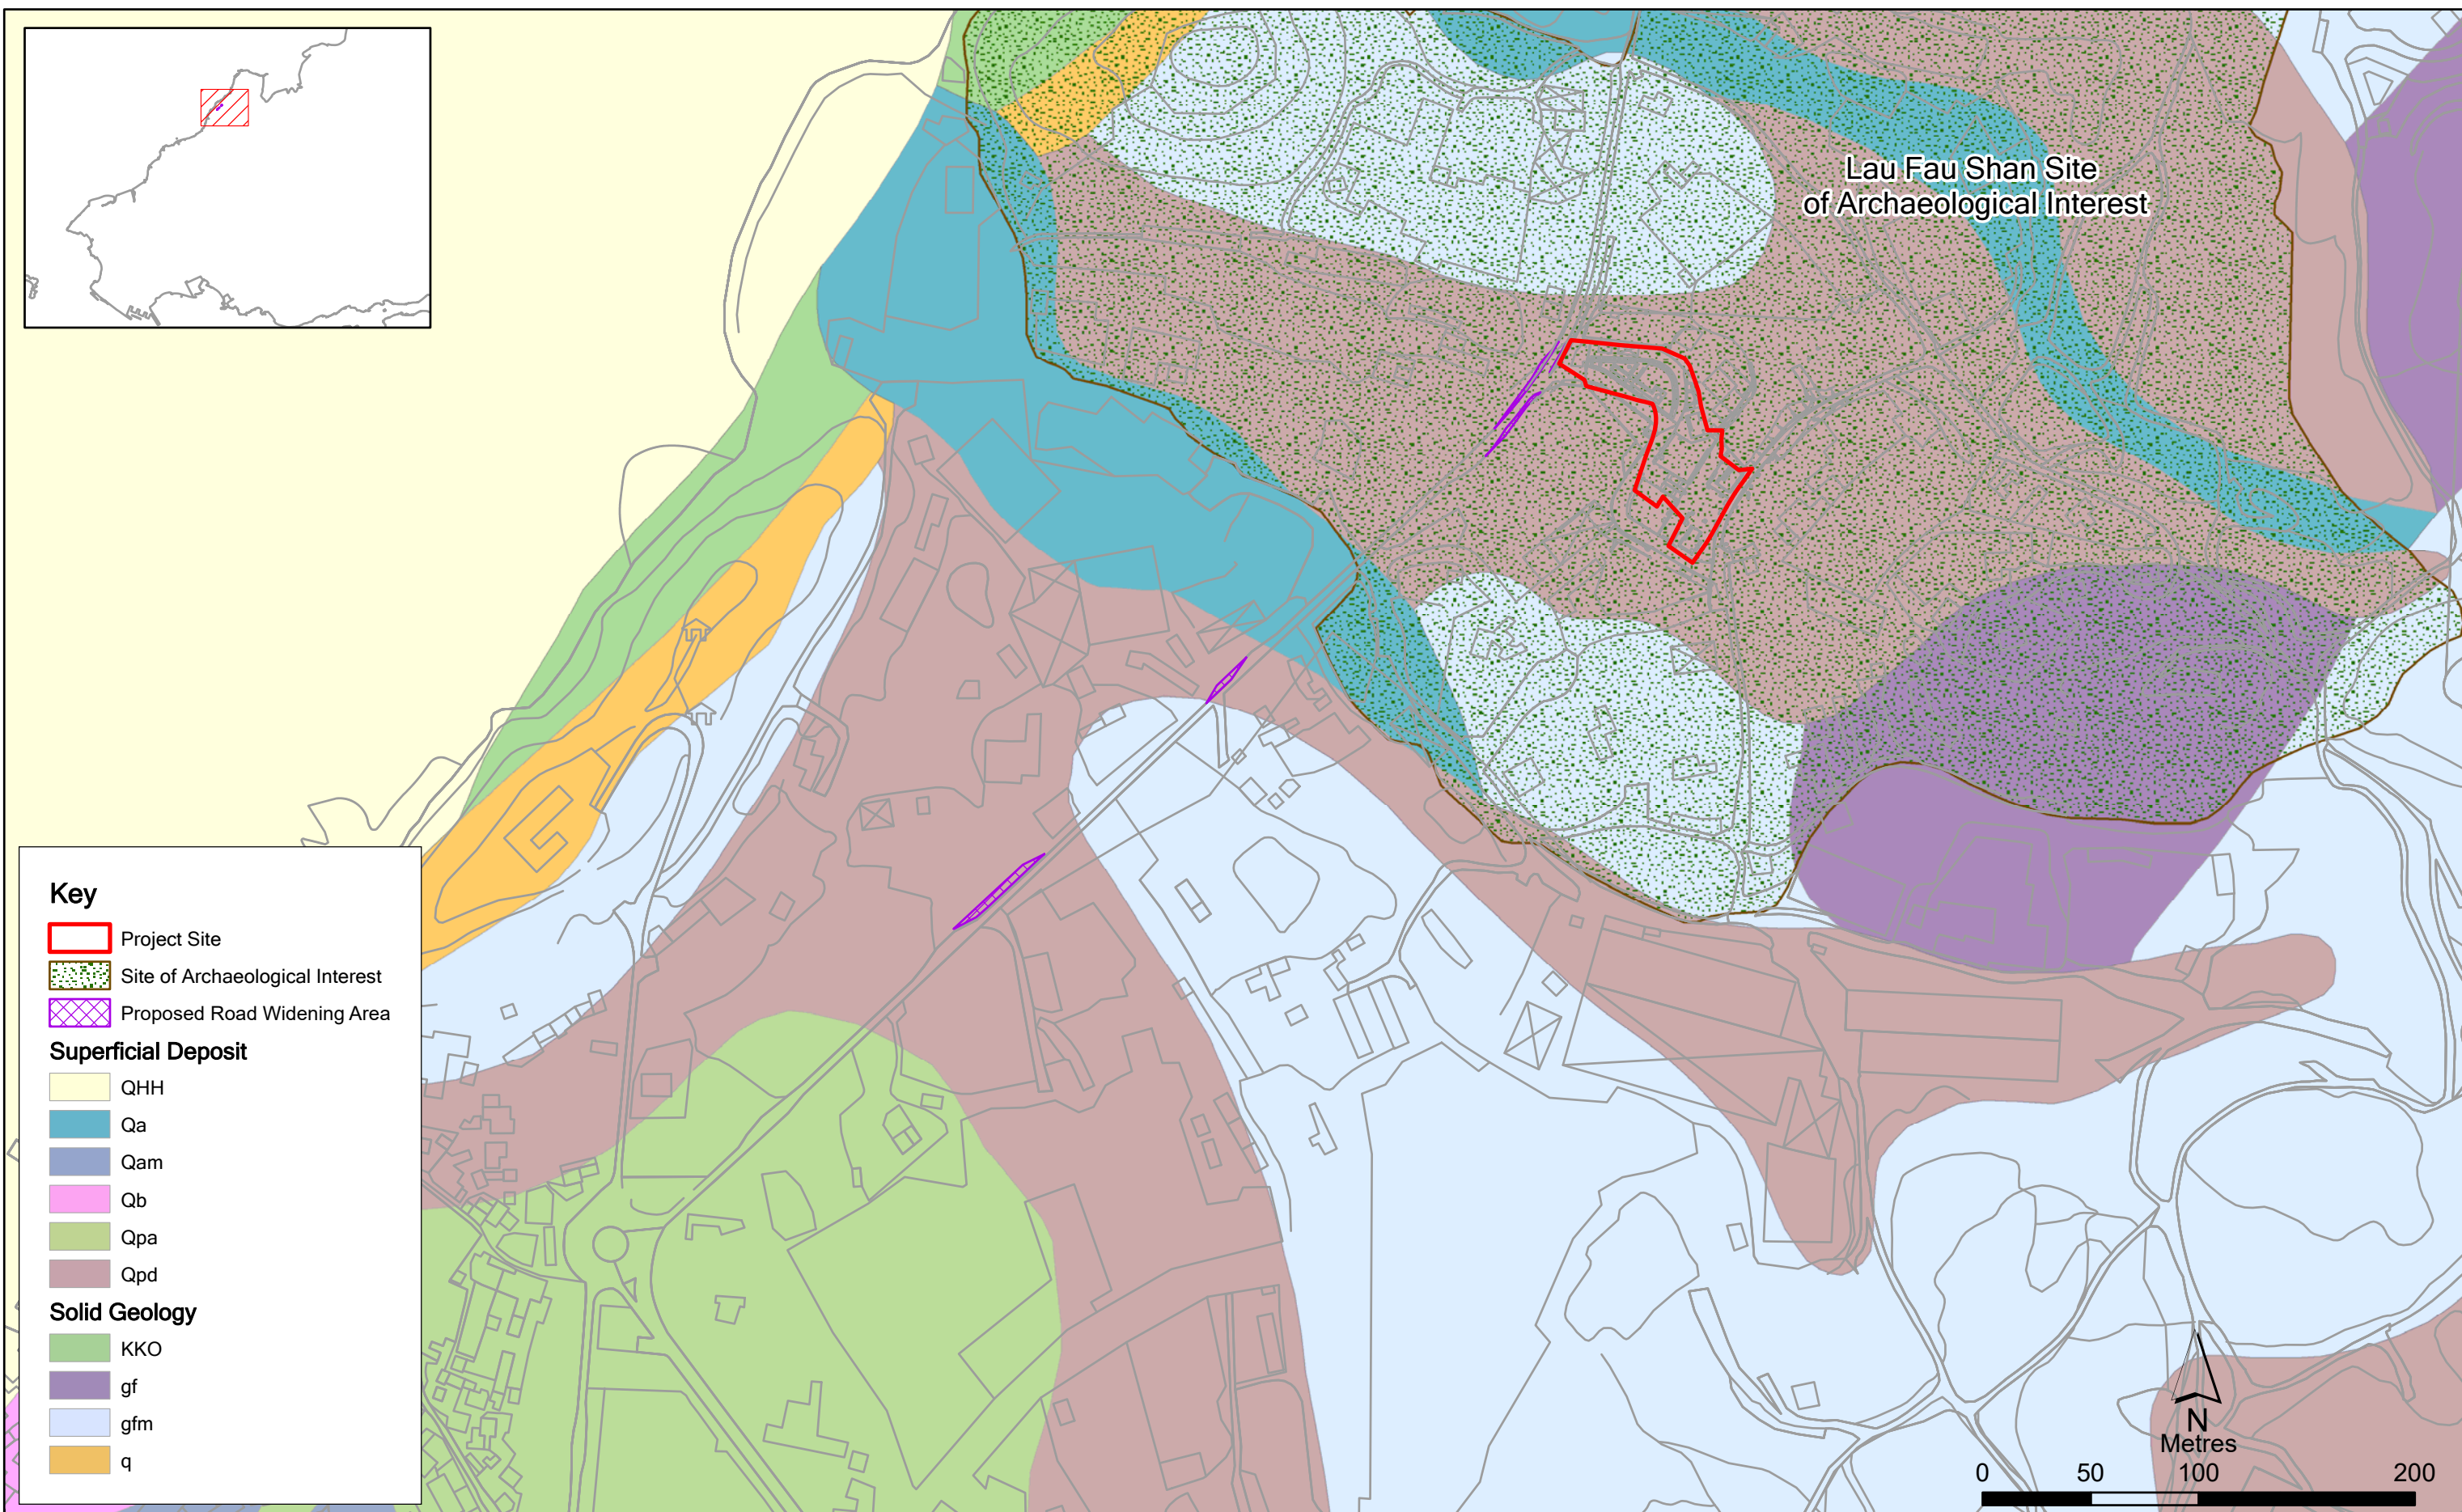 Lau Fau Shan Site
of Archaeological Interest
Key
Project Site
Site of Archaeological Interest
Proposed Road Widening Area
Superficial Deposit
QHH
Qa
Qam
Qb
Qpa
Qpd
Solid Geology
KKO
gf
gfm
q
N
Metres
0 50 100 200